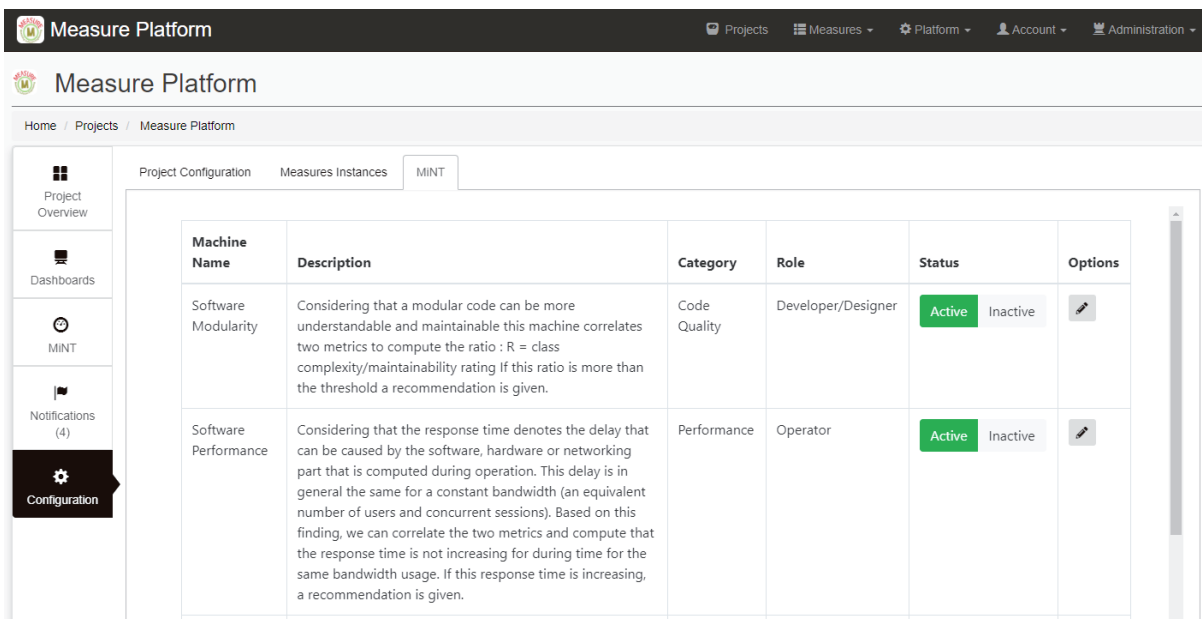 Measure Platform
Projects Measures Platform Account Administration
Measure Platform
Home / Projects / Measure Platform
Project
Overview
Dashboards
MiNT
Notifications
(4)
Configuration
Project Configuration Measures Instances MiNT
Machine
Name Description Category Role Status Options
Software
Modularity
Considering that a modular code can be more
understandable and maintainable this machine correlates
two metrics to compute the ratio : R = class
complexity/maintainability rating If this ratio is more than
the threshold a recommendation is given.
Code
Quality
Developer/Designer
Active Inactive
Software
Performance
Considering that the response time denotes the delay that
can be caused by the software, hardware or networking
part that is computed during operation. This delay is in
general the same for a constant bandwidth (an equivalent
number of users and concurrent sessions). Based on this
finding, we can correlate the two metrics and compute that
the response time is not increasing for during time for the
same bandwidth usage. If this response time is increasing,
a recommendation is given.
Performance
Operator
Active Inactive